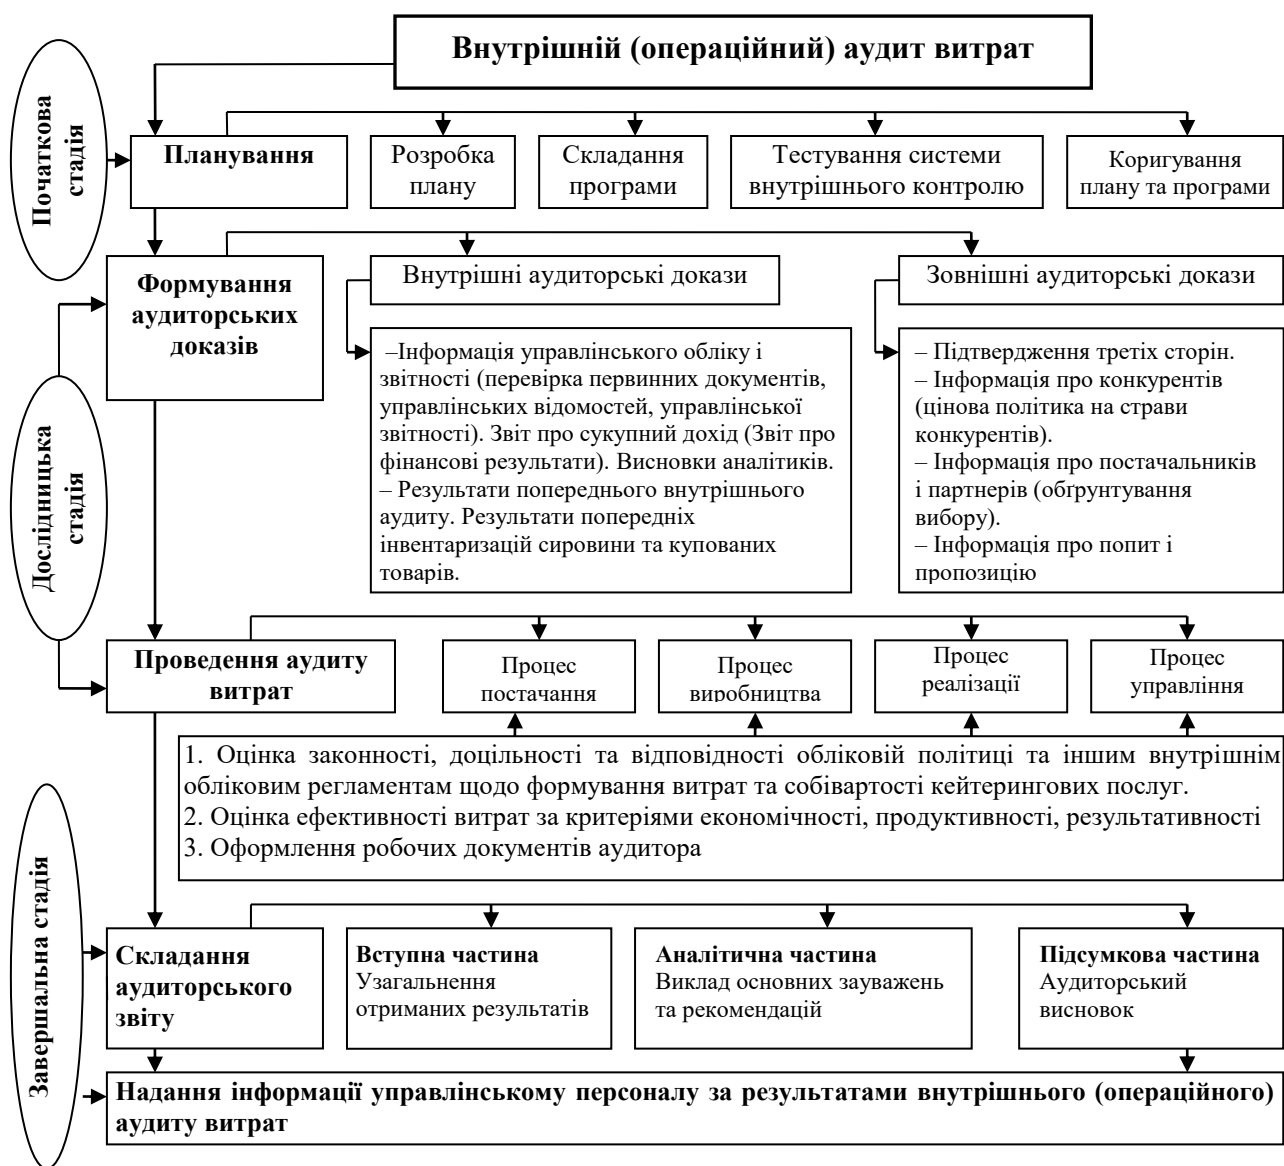 Внутрішній (операційний) аудит витрат
Початкова
стадія
Планування
Розробка
плану
Складання
програми
Тестування системи
внутрішнього контролю
Коригування
плану та програми
Формування
аудиторських
доказів
Внутрішні аудиторські докази
Зовнішні аудиторські докази
Дослідницька
стадія
–Інформація управлінського обліку і
звітності (перевірка первинних документів,
управлінських відомостей, управлінської
звітності). Звіт про сукупний дохід (Звіт про
фінансові результати). Висновки аналітиків.
– Результати попереднього внутрішнього
аудиту. Результати попередніх
інвентаризацій сировини та купованих
товарів.
– Підтвердження третіх сторін.
– Інформація про конкурентів
(цінова політика на страви
конкурентів).
– Інформація про постачальників
і партнерів (обґрунтування
вибору).
– Інформація про попит і
пропозицію
Проведення аудиту
витрат
Процес
постачання
Процес
виробництва
Процес
реалізації
Процес
управління
1. Оцінка законності, доцільності та відповідності обліковій політиці та іншим внутрішнім
обліковим регламентам щодо формування витрат та собівартості кейтерингових послуг.
2. Оцінка ефективності витрат за критеріями економічності, продуктивності, результативності
3. Оформлення робочих документів аудитора
Завершальна стадія
Складання
аудиторського
звіту
Вступна частина
Узагальнення
отриманих результатів
Аналітична частина
Виклад основних зауважень
та рекомендацій
Підсумкова частина
Аудиторський
висновок
Надання інформації управлінському персоналу за результатами внутрішнього (операційного)
аудиту витрат